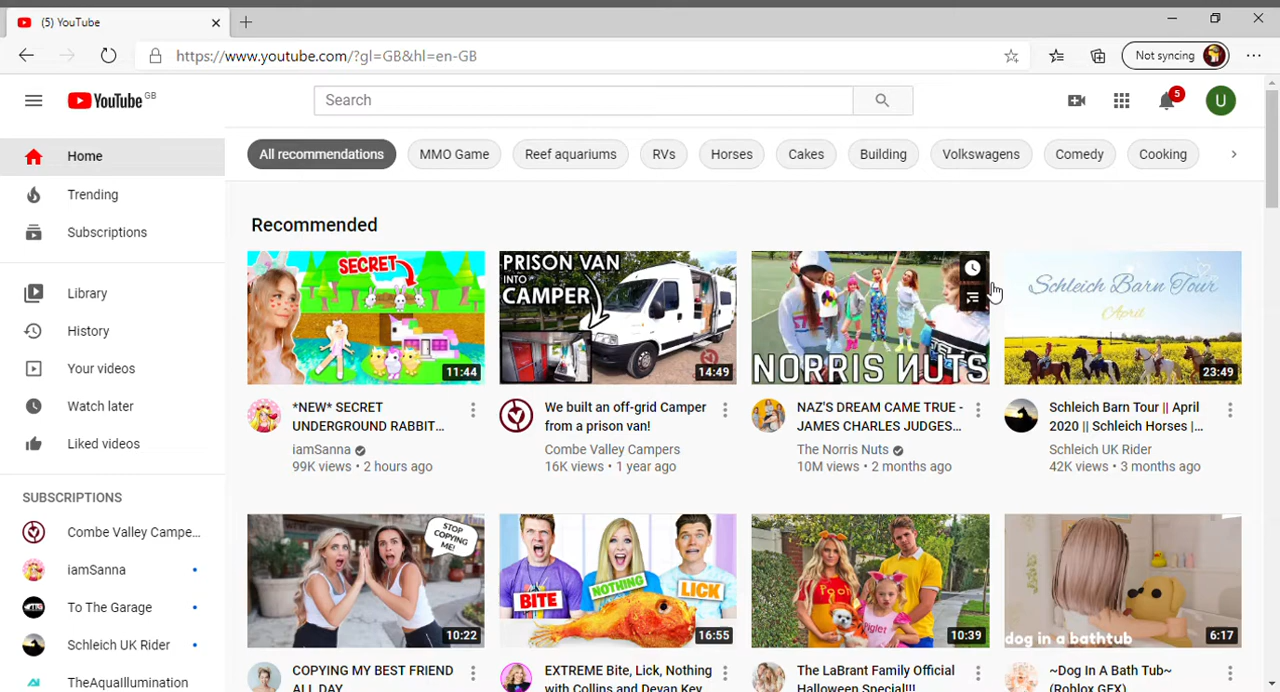 (5) YouTube
https://www.youtube.com/?gl=GB&hl=en-GB
Not syncing
YouTube GB
Search
5
U
Home
Trending
Subscriptions
Library
History
Your videos
Watch later
Liked videos
SUBSCRIPTIONS
Combe Valley Campe...
iamSanna
To The Garage
Schleich UK Rider
TheAquaIllumination
All recommendations
MMO Game
Reef aquariums
RVs
Horses
Cakes
Building
Volkswagens
Comedy
Cooking
Recommended
SECRET
11:44
*NEW* SECRET
UNDERGROUND RABBIT...
iamSanna
99K views • 2 hours ago
PRISON VAN
INTO
CAMPER
14:49
We built an off-grid Camper
from a prison van!
Combe Valley Campers
16K views • 1 year ago
NORRIS NUTS
NAZ'S DREAM CAME TRUE -
JAMES CHARLES JUDGES...
The Norris Nuts
10M views • 2 months ago
Schleich Barn Tour
April
23:49
Schleich Barn Tour || April
2020 || Schleich Horses |...
Schleich UK Rider
42K views • 3 months ago
STOP
COPYING
ME!
10:22
COPYING MY BEST FRIEND
ALL DAY
BITE
NOTHING
LICK
16:55
EXTREME Bite, Lick, Nothing
with Collins and Devan Key
Pooh
Piglet
10:39
The LaBrant Family Official
Halloween Special!!!
dog in a bathtub
6:17
~Dog In A Bath Tub~
(Roblox GFX)